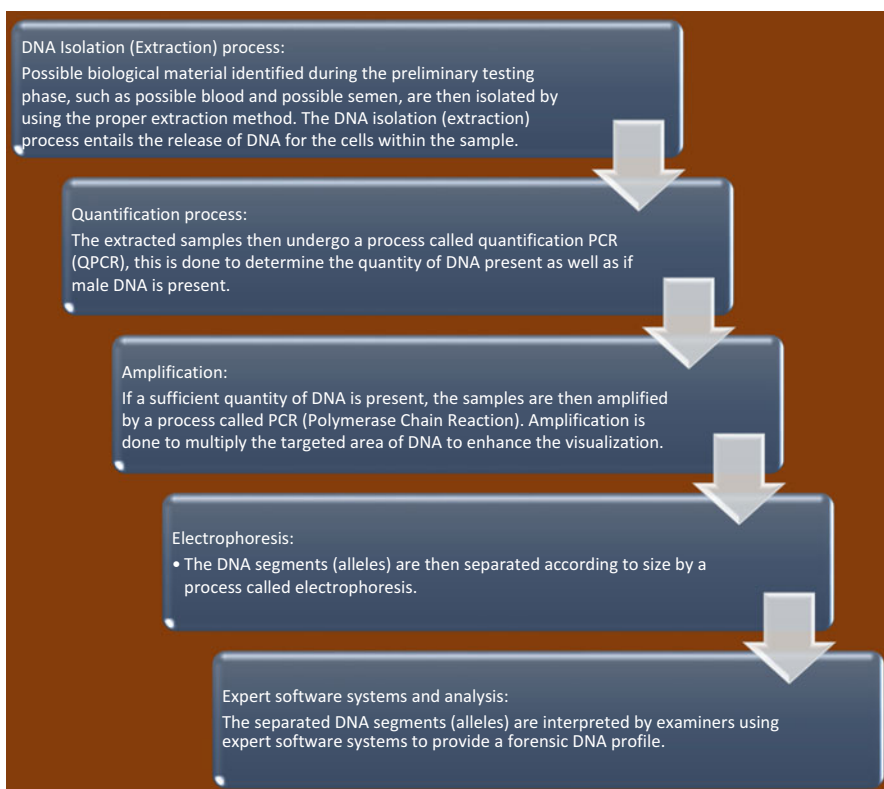 DNA Isolation (Extraction) process:
Possible biological material identified during the preliminary testing
phase, such as possible blood and possible semen, are then isolated by
using the proper extraction method. The DNA isolation (extraction)
process entails the release of DNA for the cells within the sample.
Quantification process:
The extracted samples then undergo a process called quantification PCR
(QPCR), this is done to determine the quantity of DNA present as well as if
male DNA is present.
Amplification:
If a sufficient quantity of DNA is present, the samples are then amplified
by a process called PCR (Polymerase Chain Reaction). Amplification is
done to multiply the targeted area of DNA to enhance the visualization.
Electrophoresis:
• The DNA segments (alleles) are then separated according to size by a
process called electrophoresis.
Expert software systems and analysis:
The separated DNA segments (alleles) are interpreted by examiners using
expert software systems to provide a forensic DNA profile.